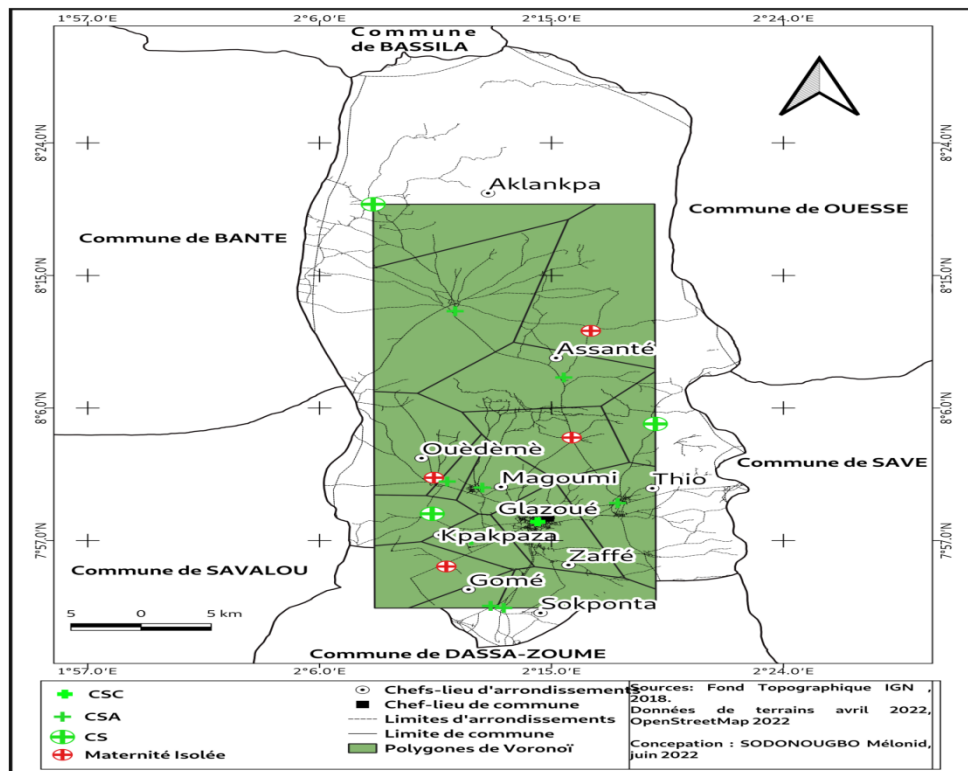 1°57.0'E 2°6.0'E 2°15.0'E 2°24.0'E
Commune
de BASSILA
8°24.0'N 8°24.0'N
Aklankpa
Commune de OUESSE
Commune de BANTE
8°15.0'N 8°15.0'N
Assanté
8°6.0'N 8°6.0'N
Ouèdèmè
Commune de SAVE
Magoumi
Thio
Glazoué
Kpakpaza
7°57.0'N 7°57.0'N
Zaffé
Commune de SAVALOU
Gomé
Sokponta
5 0 5 km
Commune de DASSA-ZOUME
1°57.0'E 2°6.0'E 2°15.0'E 2°24.0'E
CSC
CSA
CS
Maternité Isolée
Chefs-lieu d'arrondissements
Chef-lieu de commune
Limites d'arrondissements
Limite de commune
Polygones de Voronoï
Sources: Fond Topographique IGN ,
2018.
Données de terrains avril 2022,
OpenStreetMap 2022
Concepation : SODONOUGBO Mélonid,
juin 2022